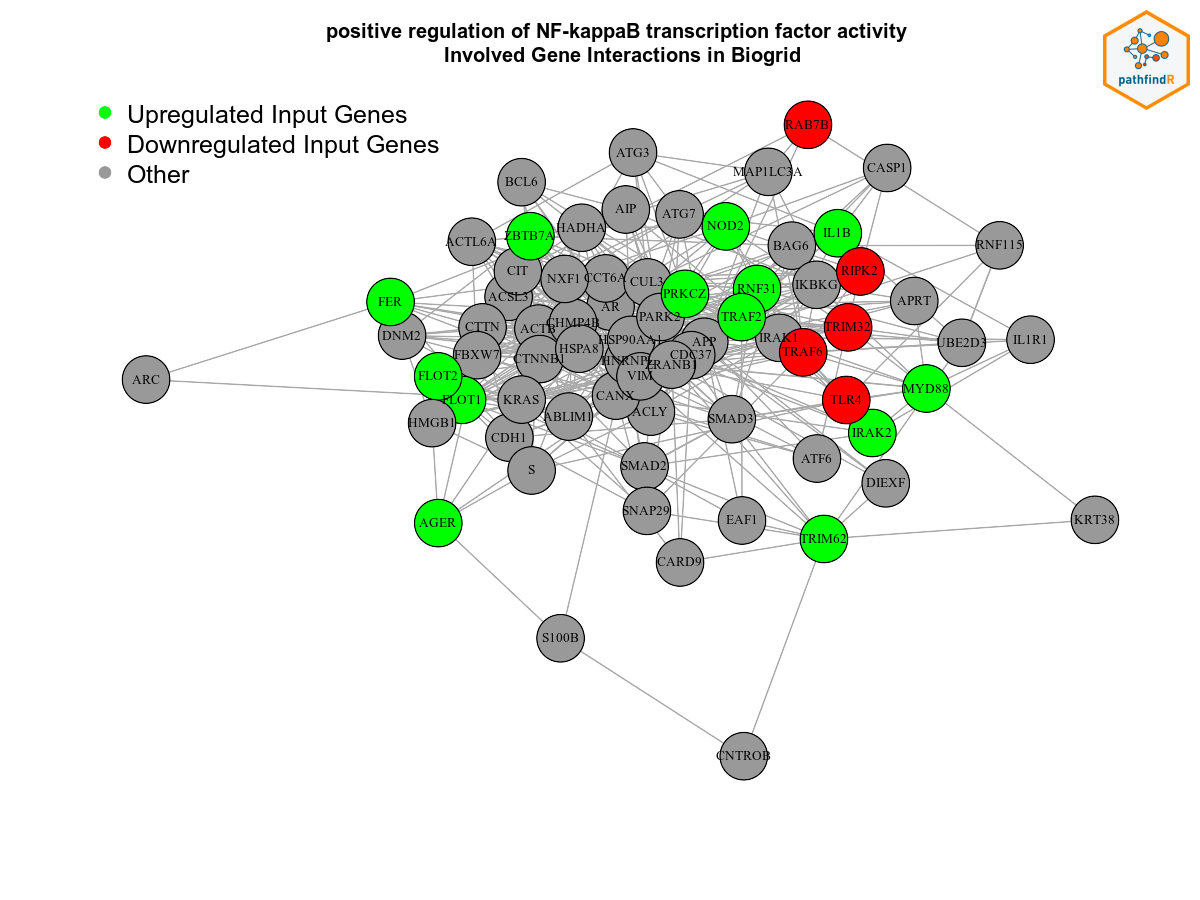 positive regulation of NF-kappaB transcription factor activity
Involved Gene Interactions in Biogrid
pathfindR
Upregulated Input Genes
Downregulated Input Genes
Other
RAB7B
ATG3
MAP1LC3A
CASP1
BCL6
AIP
ATG7
NOD2
HADHA
ZBTB7A
IL1B
ACTL6A
BAG6
RNF115
CIT
NXF1
CCT6A
CUL3
RIPK2
IKBKG
PRKCZ
RNF31
ACSL3
FER
AR
APRT
PARK2
TRAF2
CHMP4B
CTTN
ACTB
TRIM32
DNM2
IRAK1
HSP90AA1
APP
UBE2D3
IL1R1
FBXW7
CTNNB1
HSPA8
CDC37
TRAF6
ZRANB1
VIM
FLOT2
ARC
MYD88
FLOT1
KRAS
CANX
TLR4
ABLIM1
ACLY
SMAD3
HMGB1
IRAK2
CDH1
ATF6
S
SMAD2
DIEXF
SNAP29
EAF1
KRT38
AGER
TRIM62
CARD9
S100B
CNTROB